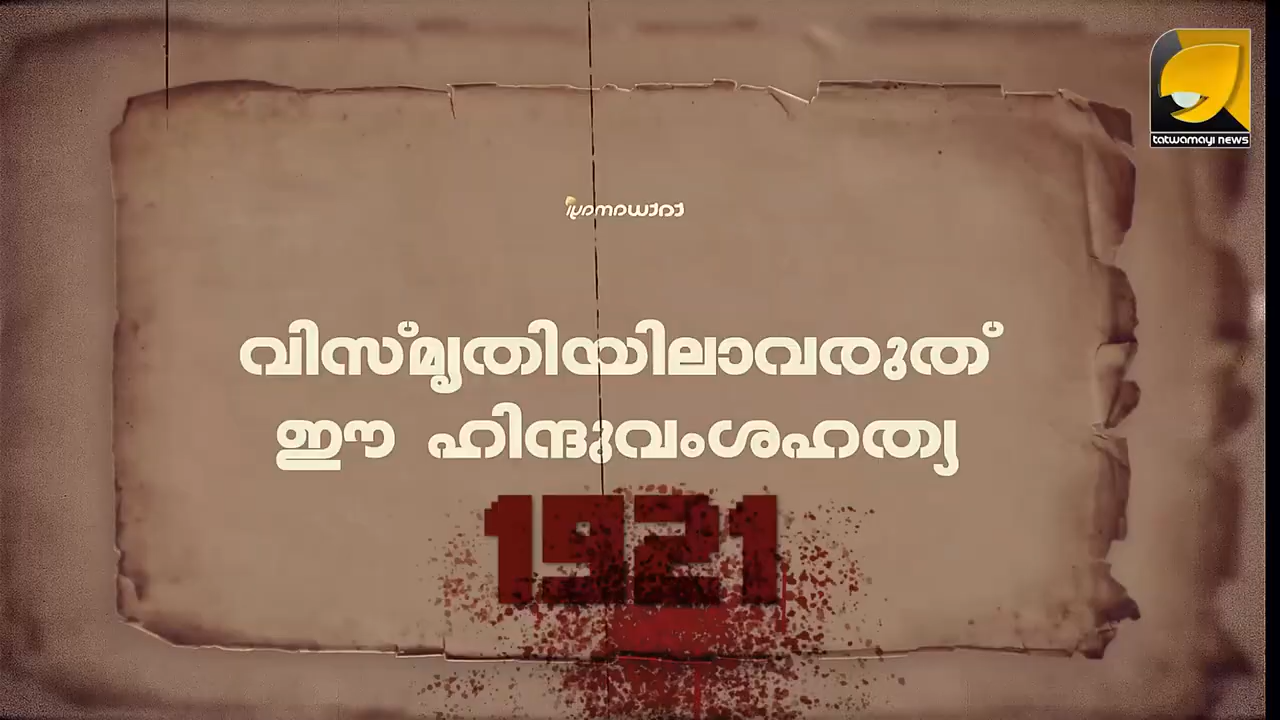 tatwamayi news
വിസ്മൃതിയിലാവരുത്
ഈ ഹിന്ദുവംശഹത്യ
1921